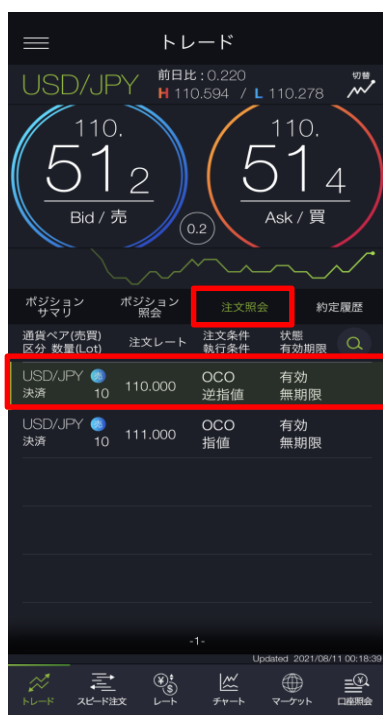 トレード
USD/JPY
前日比:0.220
H 110.594 / L 110.278
切替
110.
512
Bid / 売
0.2
110.
514
Ask / 買
ポジション
サマリ
ポジション
照会
注文照会
約定履歴
通貨ペア(売買)
区分 数量(Lot)
注文レート
注文条件
執行条件
状態
有効期限
USD/JPY
決済 10
110.000
OCO
逆指値
有効
無期限
USD/JPY
決済 10
111.000
OCO
指値
有効
無期限
-1-
Updated 2021/08/11 00:18:39
トレード
スピード注文
レート
チャート
マーケット
口座照会